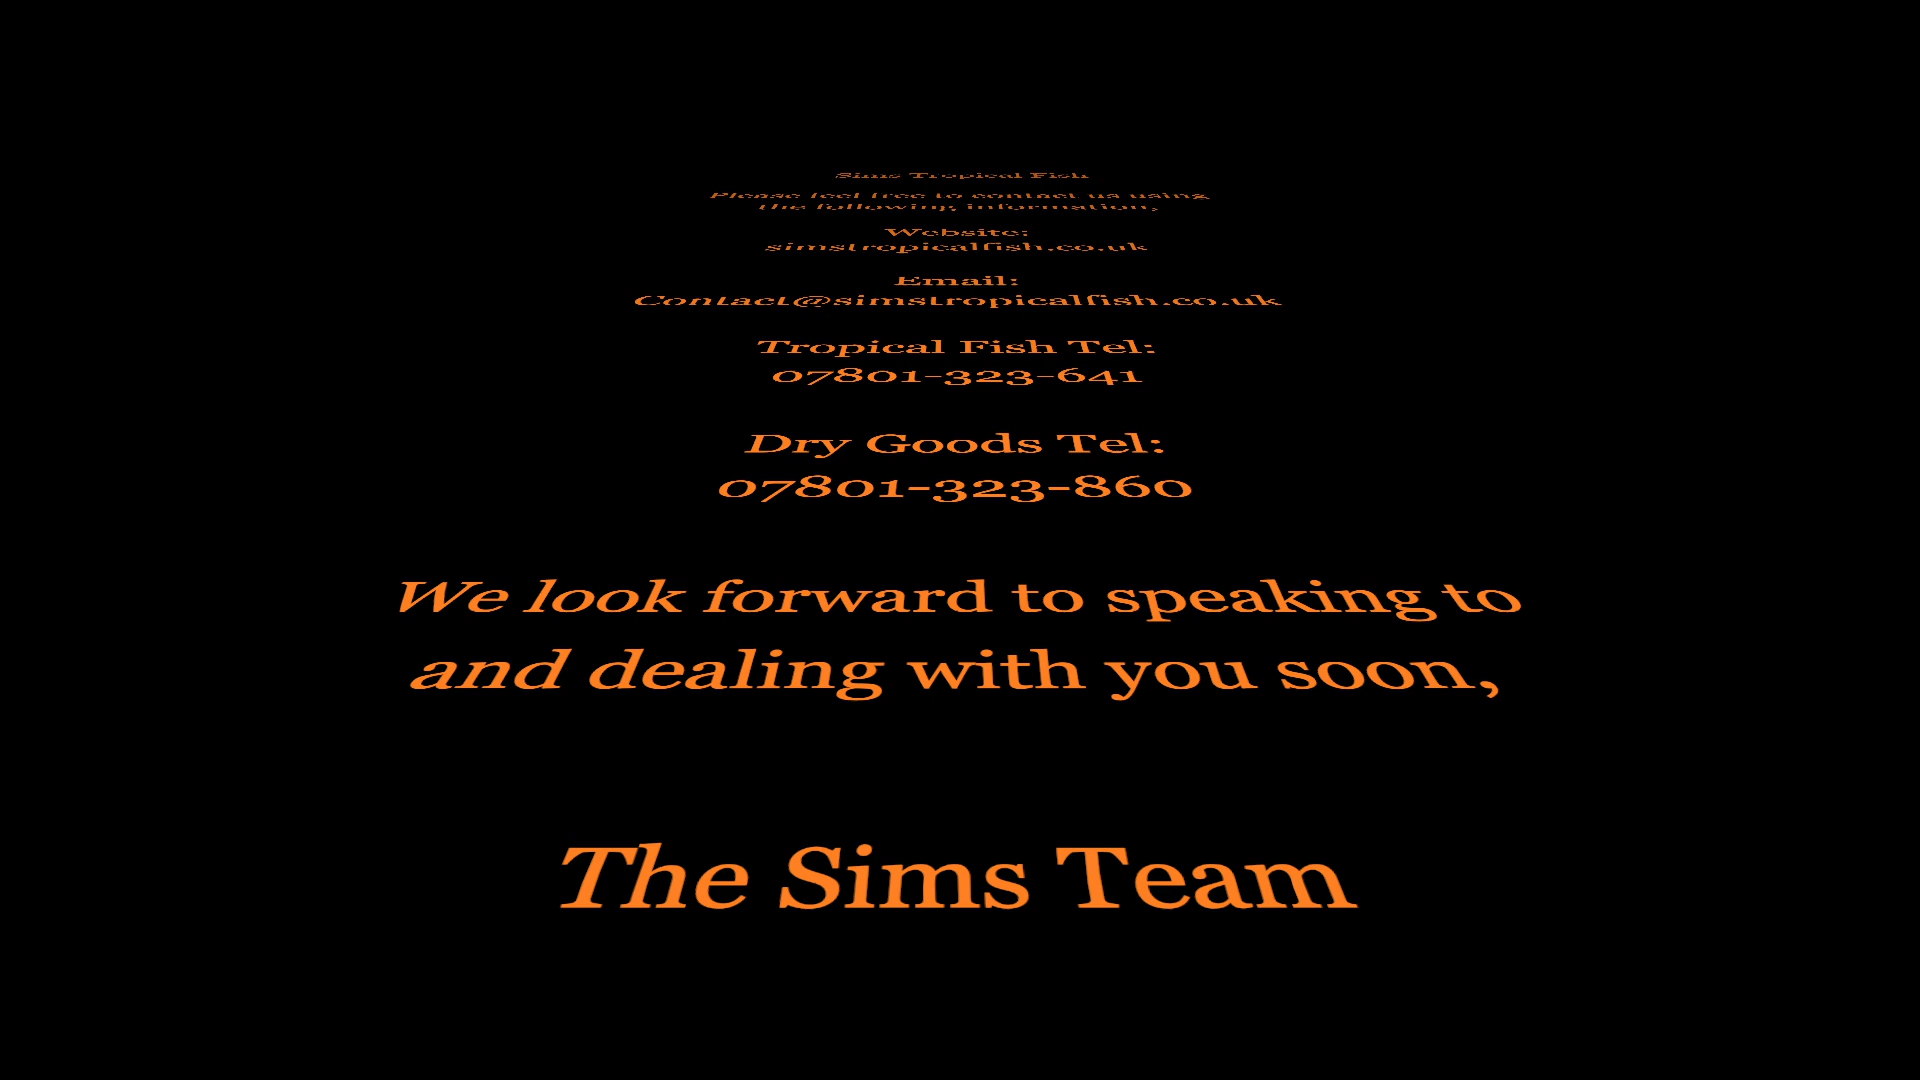 Sims Tropical Fish
Please feel free to contact us using
the following information,
Website:
simstropicalfish.co.uk
Email:
Contact@simstropicalfish.co.uk
Tropical Fish Tel:
07801-323-641
Dry Goods Tel:
07801-323-860
We look forward to speaking to
and dealing with you soon,
The Sims Team